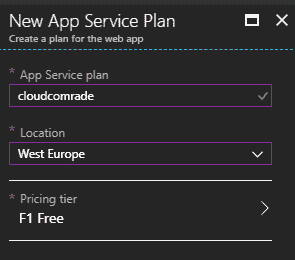 New App Service Plan
Create a plan for the web app
* App Service plan
cloudcomrade
* Location
West Europe
* Pricing tier
F1 Free